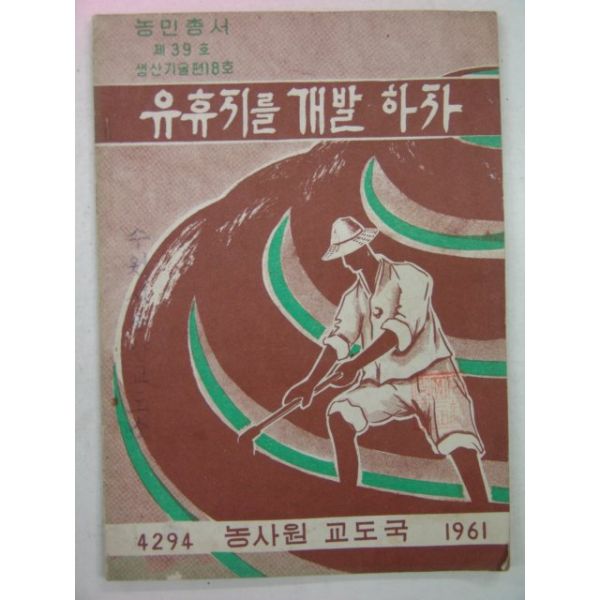 농민총서
제39호
생산기술편18호
유휴지를 개발 하자
4294 농사원 교도국 1961